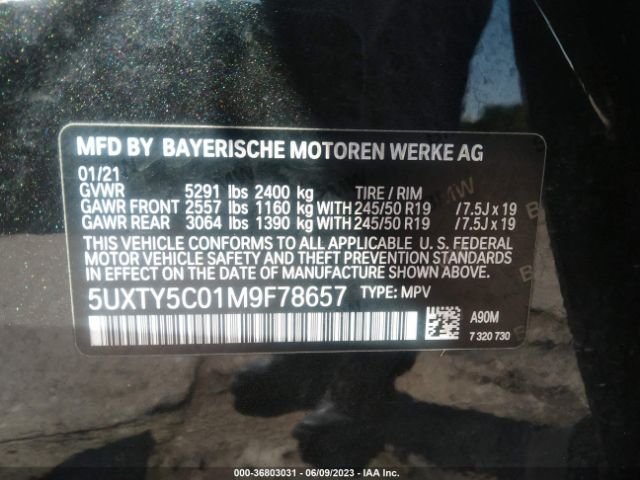 MFD BY BAYERISCHE MOTOREN WERKE AG
01/21
GVWR 5291 lbs 2400 kg TIRE / RIM
GAWR FRONT 2557 lbs 1160 kg WITH 245/50 R19 / 7.5J x 19
GAWR REAR 3064 lbs 1390 kg WITH 245/50 R19 / 7.5J x 19
THIS VEHICLE CONFORMS TO ALL APPLICABLE U. S. FEDERAL
MOTOR VEHICLE SAFETY AND THEFT PREVENTION STANDARDS
IN EFFECT ON THE DATE OF MANUFACTURE SHOWN ABOVE.
5UXTY5C01M9F78657 TYPE: MPV
A90M
7 320 730
000-36803031 - 06/09/2023 - IAA Inc.